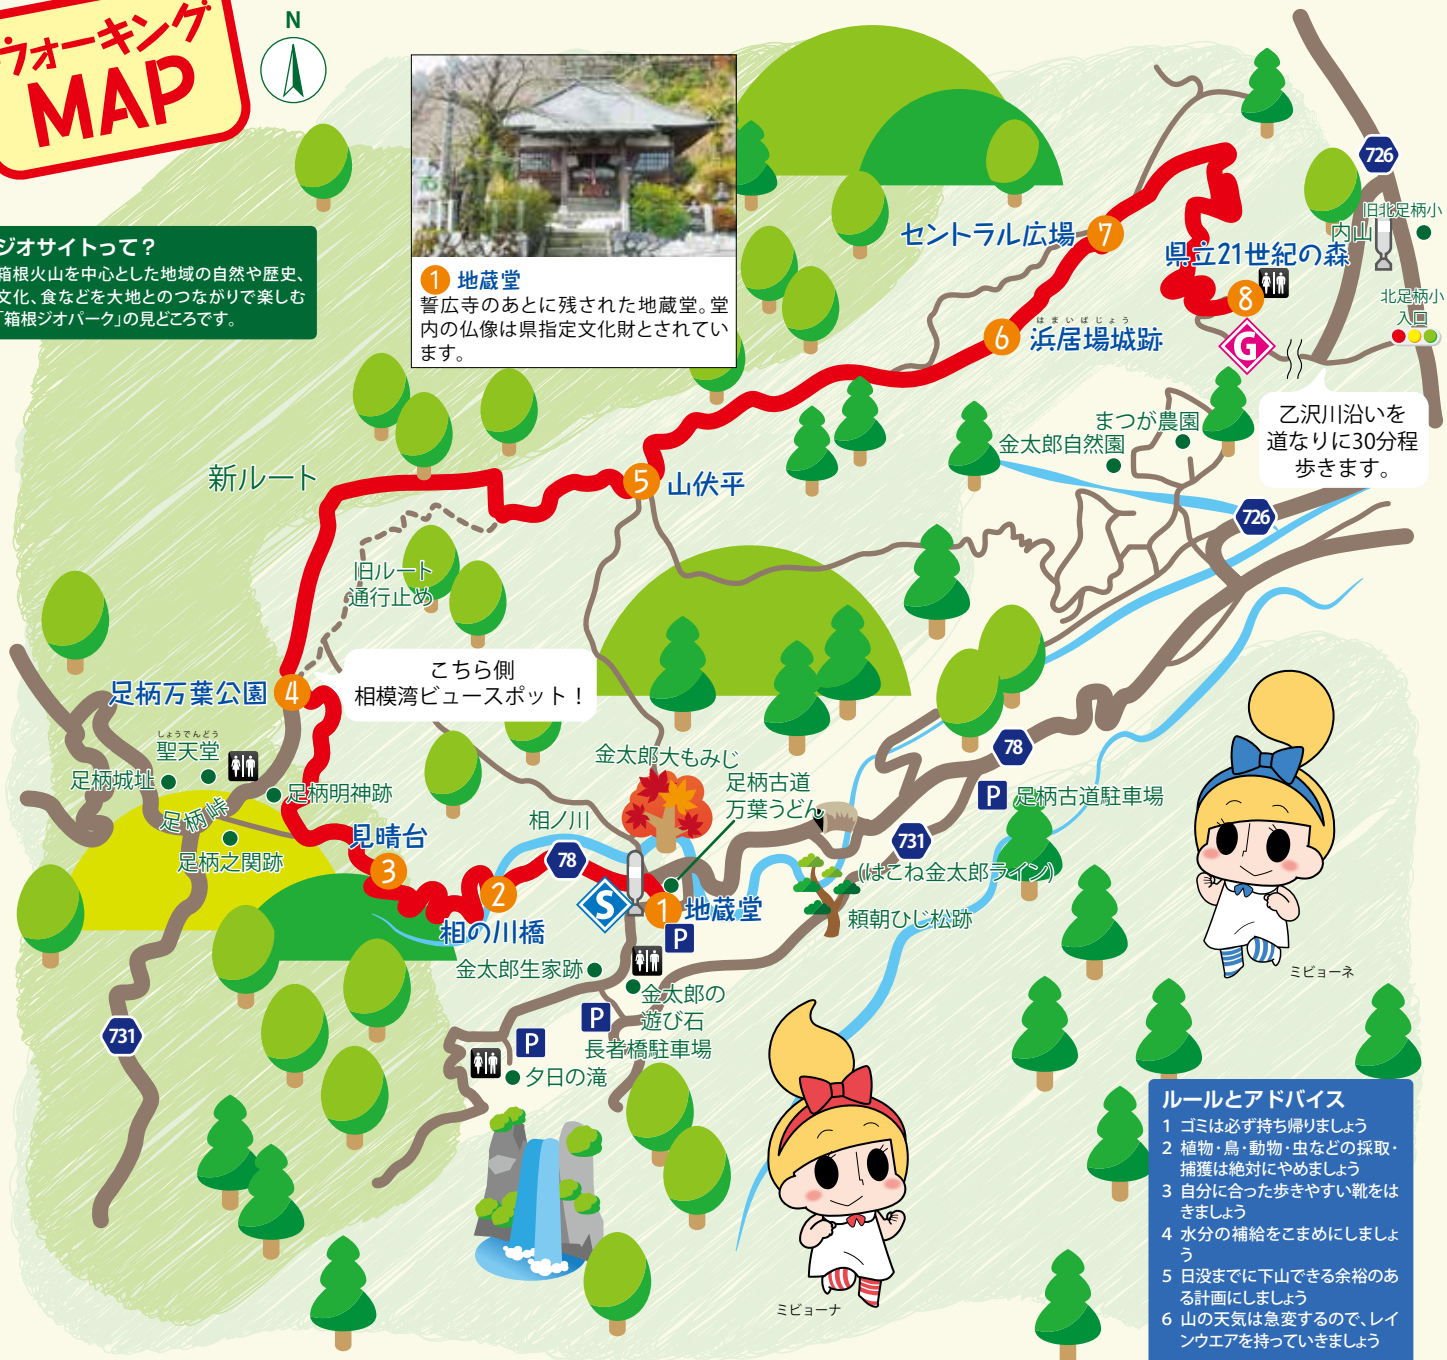 ウォーキング
MAP
N
ジオサイトって？
箱根火山を中心とした地域の自然や歴史、
文化、食などを大地とのつながりで楽しむ
「箱根ジオパーク」の見どころです。
1 地蔵堂
誓広寺のあとに残された地蔵堂。堂
内の仏像は県指定文化財とされてい
ます。
726
旧北足柄小
内山
セントラル広場 7
県立21世紀の森
8
北足柄小
入口
はまいばじょう
6 浜居場城跡
G
乙沢川沿いを
道なりに30分程
歩きます。
まつが農園
金太郎自然園
新ルート
5 山伏平
726
旧ルート
通行止め
こちら側
相模湾ビュースポット！
足柄万葉公園 4
しょうでんどう
聖天堂
足柄城址
足柄明神跡
足柄峠
足柄之関跡
見晴台
3
金太郎大もみじ
足柄古道
万葉うどん
78
P 足柄古道駐車場
相ノ川
78
731
(はこね金太郎ライン)
2
相の川橋
S
1 地蔵堂
P
頼朝ひじ松跡
金太郎生家跡
金太郎の
遊び石
P
長者橋駐車場
P
夕日の滝
731
ミビョーネ
ミビョーナ
ルールとアドバイス
1 ゴミは必ず持ち帰りましょう
2 植物・鳥・動物・虫などの採取・
捕獲は絶対にやめましょう
3 自分に合った歩きやすい靴をは
きましょう
4 水分の補給をこまめにしましょ
う
5 日没までに下山できる余裕のあ
る計画にしましょう
6 山の天気は急変するので、レイ
ンウエアを持っていきましょう